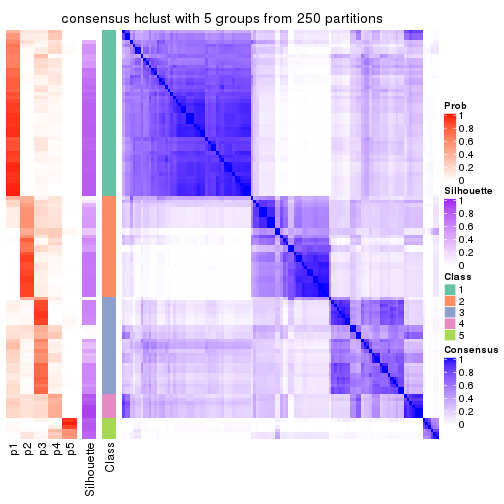 consensus hclust with 5 groups from 250 partitions
Prob
1
0.8
0.6
0.4
0.2
0
Silhouette
1
0.8
0.6
0.4
0.2
0
Class
1
2
3
4
5
Consensus
1
0.8
0.6
0.4
0.2
0
p1
p2
p3
p4
p5
Silhouette
Class